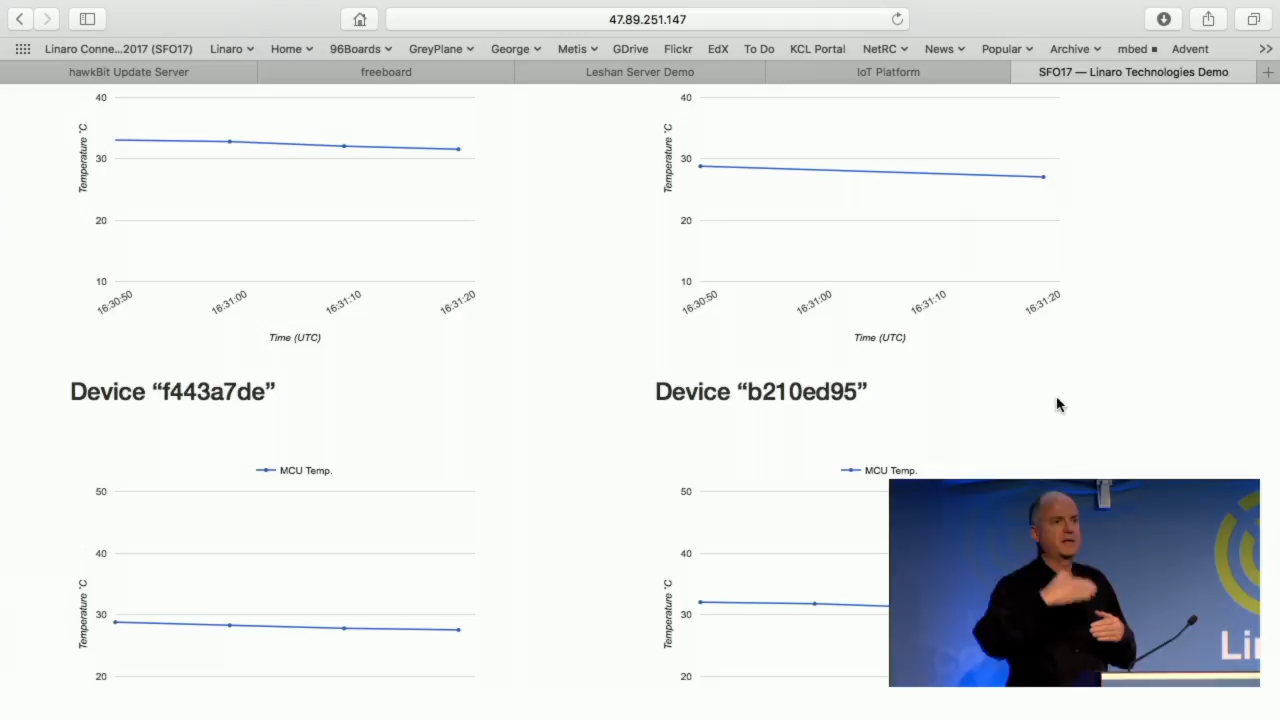 47.89.251.147
Linaro Conne...2017 (SFO17) Linaro Home 96Boards GreyPlane George Metis GDrive Flickr EdX To Do KCL Portal NetRC News Popular Archive mbed Advent
hawkBit Update Server freeboard Leshan Server Demo IoT Platform SFO17 — Linaro Technologies Demo
40
30
20
10
Temperature °C
16:30:50 16:31:00 16:31:10 16:31:20
Time (UTC)
40
30
20
10
Temperature °C
16:30:50 16:31:00 16:31:10 16:31:20
Time (UTC)
Device “f443a7de”
MCU Temp.
50
40
30
20
Temperature °C
Device “b210ed95”
MCU Temp.
50
40
30
20
Temperature °C
Li